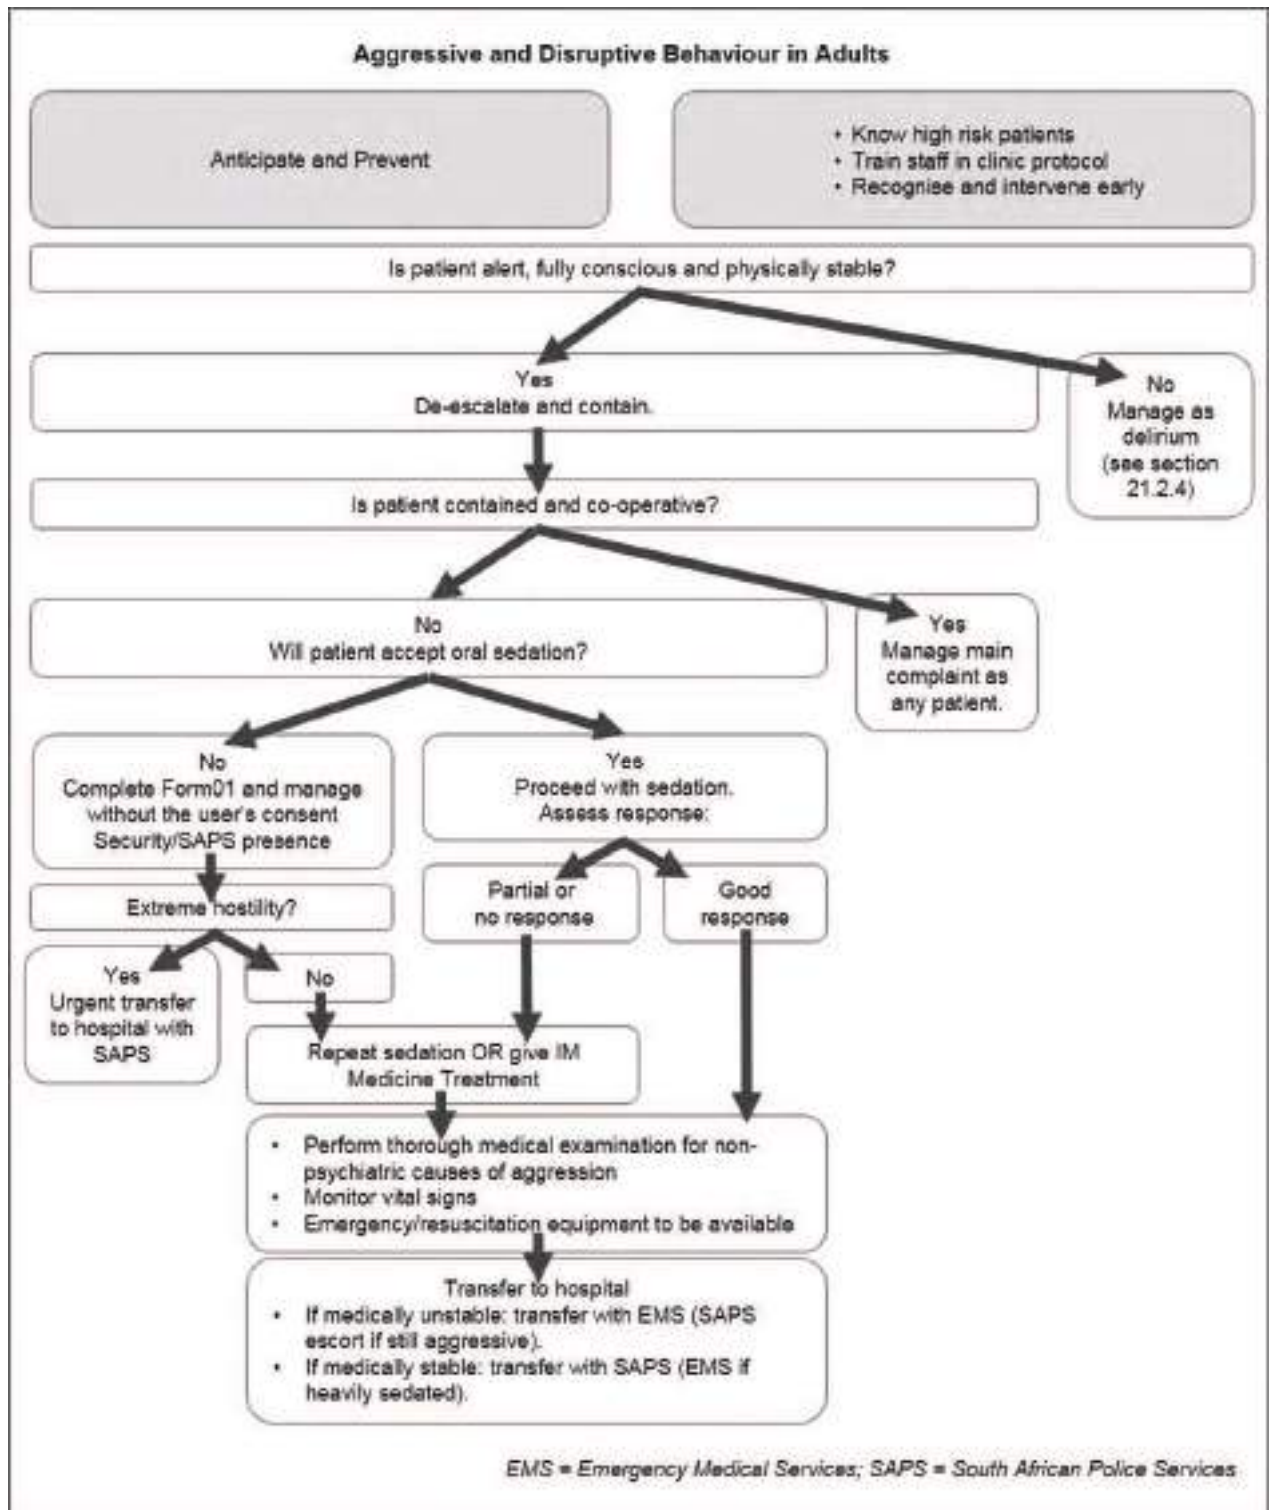 Aggressive and Disruptive Behaviour in Adults
Anticipate and Prevent
• Know high risk patients
• Train staff in clinic protocol
• Recognise and intervene early
Is patient alert, fully conscious and physically stable?
Yes
De-escalate and contain.
No
Manage as
delirium
(see section
21.2.4)
Is patient contained and co-operative?
No
Will patient accept oral sedation?
Yes
Manage main
complaint as
any patient.
No
Complete Form01 and manage
without the user's consent
Security/SAPS presence
Yes
Proceed with sedation.
Assess response:
Extreme hostility?
Partial or
no response
Good
response
Yes
Urgent transfer
to hospital with
SAPS
No
Repeat sedation OR give IM
Medicine Treatment
• Perform thorough medical examination for non-
psychiatric causes of aggression
• Monitor vital signs
• Emergency/resuscitation equipment to be available
Transfer to hospital
• If medically unstable: transfer with EMS (SAPS
escort if still aggressive).
• If medically stable: transfer with SAPS (EMS if
heavily sedated).
EMS = Emergency Medical Services; SAPS = South African Police Services